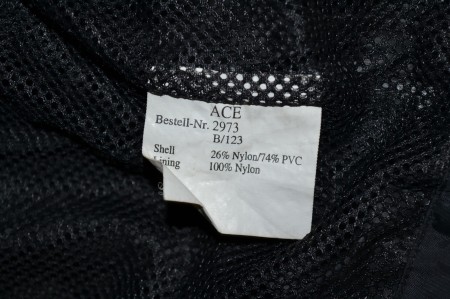 ACE
Bestell-Nr. 2973
B/123
Shell 26% Nylon/74% PVC
Lining 100% Nylon